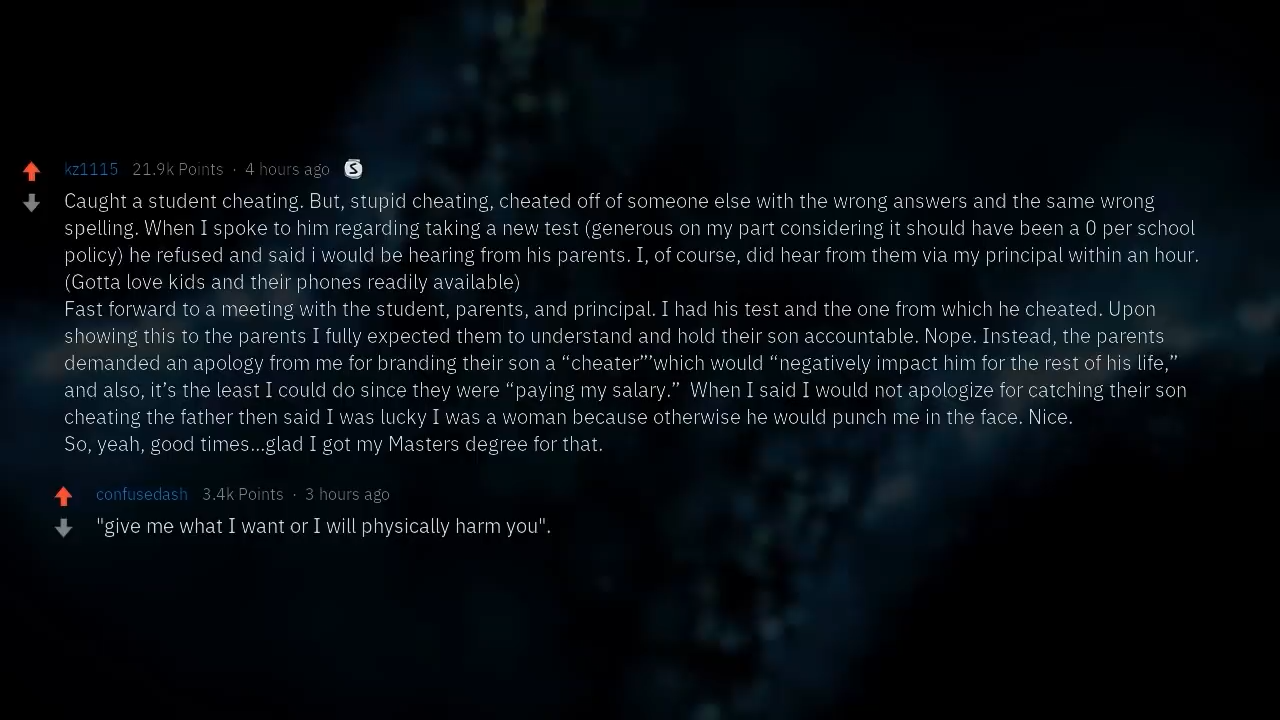 kz1115 21.9k Points · 4 hours ago
Caught a student cheating. But, stupid cheating, cheated off of someone else with the wrong answers and the same wrong
spelling. When I spoke to him regarding taking a new test (generous on my part considering it should have been a 0 per school
policy) he refused and said i would be hearing from his parents. I, of course, did hear from them via my principal within an hour.
(Gotta love kids and their phones readily available)
Fast forward to a meeting with the student, parents, and principal. I had his test and the one from which he cheated. Upon
showing this to the parents I fully expected them to understand and hold their son accountable. Nope. Instead, the parents
demanded an apology from me for branding their son a “cheater”’which would “negatively impact him for the rest of his life,”
and also, it’s the least I could do since they were “paying my salary.”  When I said I would not apologize for catching their son
cheating the father then said I was lucky I was a woman because otherwise he would punch me in the face. Nice.
So, yeah, good times...glad I got my Masters degree for that.
confusedash 3.4k Points · 3 hours ago
"give me what I want or I will physically harm you".